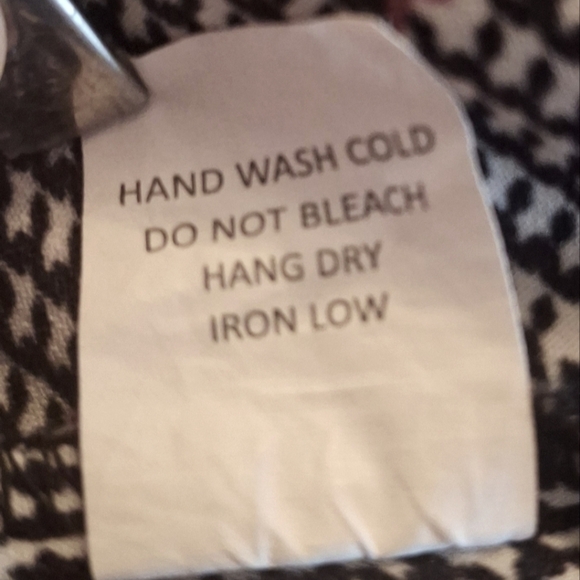 HAND WASH COLD
DO NOT BLEACH
HANG DRY
IRON LOW